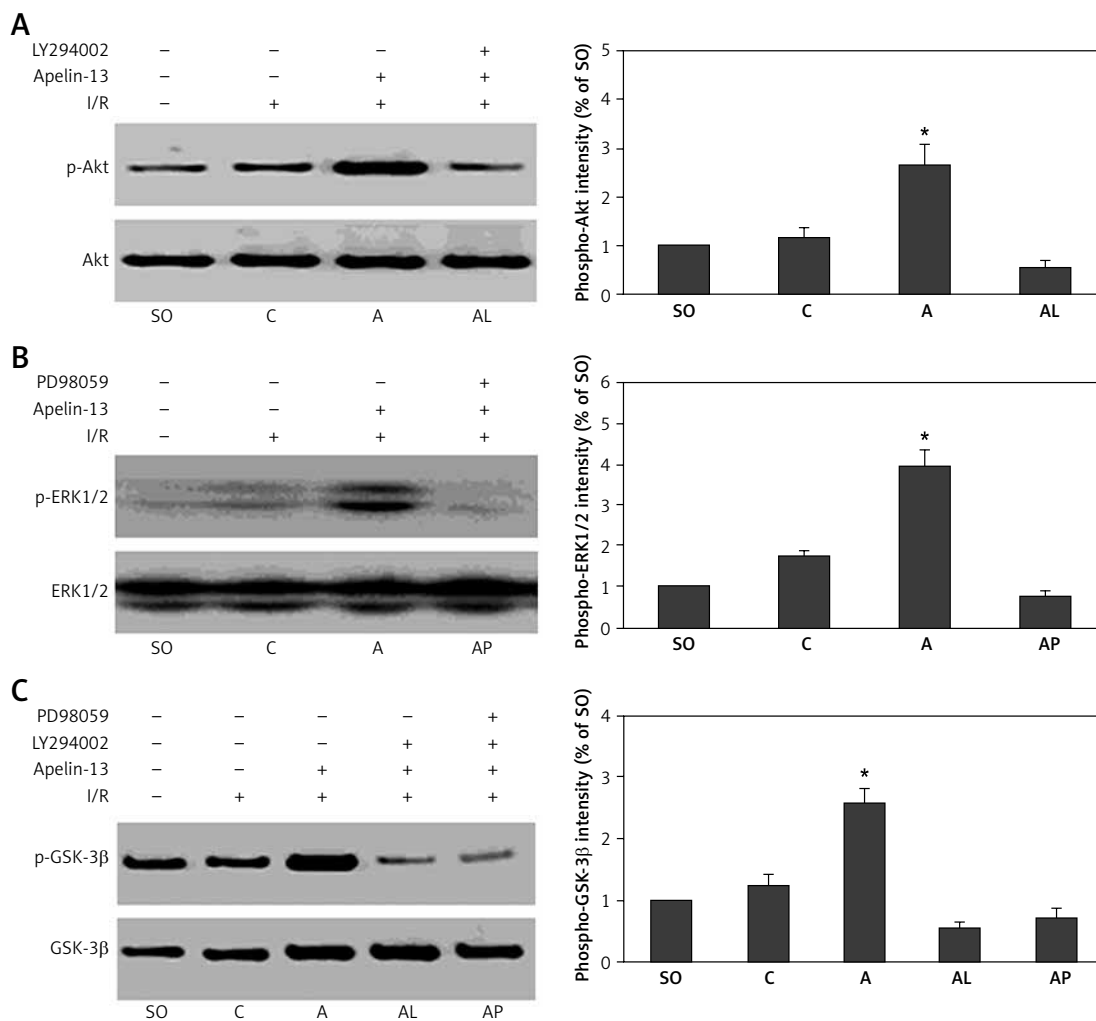 A
LY294002 – – – +
Apelin-13 – – + +
I/R – + + +
p-Akt
Akt
SO C A AL
Phospho-Akt intensity (% of SO)
5
4
3
2
1
0
*
SO C A AL
B
PD98059 – – – +
Apelin-13 – – + +
I/R – + + +
p-ERK1/2
ERK1/2
SO C A AP
Phospho-ERK1/2 intensity (% of SO)
6
5
4
3
2
1
0
*
SO C A AP
C
PD98059 – – – – +
LY294002 – – – + +
Apelin-13 – – + + +
I/R – + + + +
p-GSK-3β
GSK-3β
SO C A AL AP
Phospho-GSK-3β intensity (% of SO)
4
3
2
1
0
*
SO C A AL AP